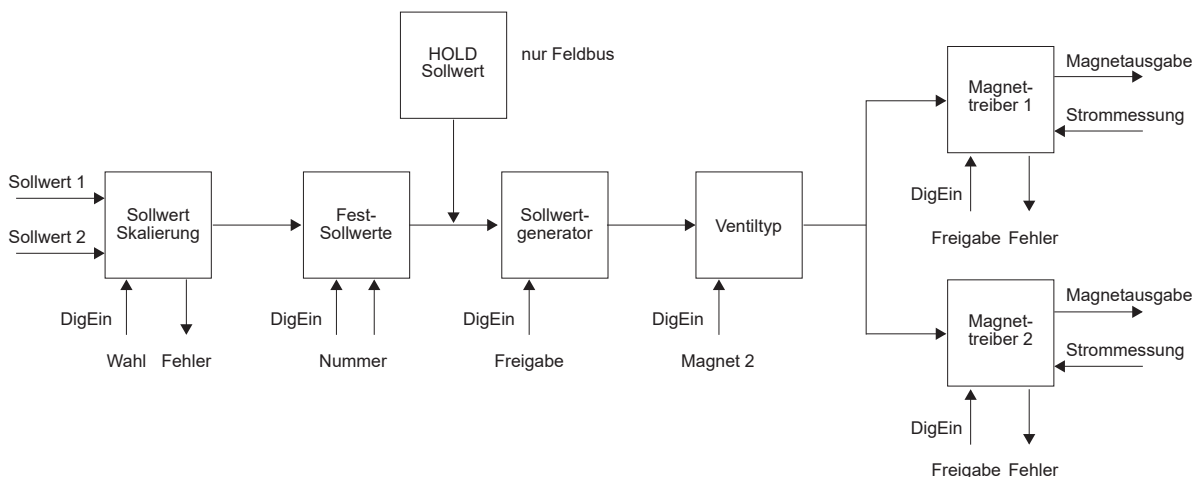 HOLD
Sollwert
nur Feldbus
Magnet-
treiber 1
Magnetausgabe
Strommessung
DigEin
Freigabe Fehler
Sollwert 1
Sollwert 2
Sollwert
Skalierung
DigEin
Wahl Fehler
Fest-
Sollwerte
DigEin
Nummer
Sollwert-
generator
DigEin
Freigabe
Ventiltyp
DigEin
Magnet 2
Magnet-
treiber 2
Magnetausgabe
Strommessung
DigEin
Freigabe Fehler